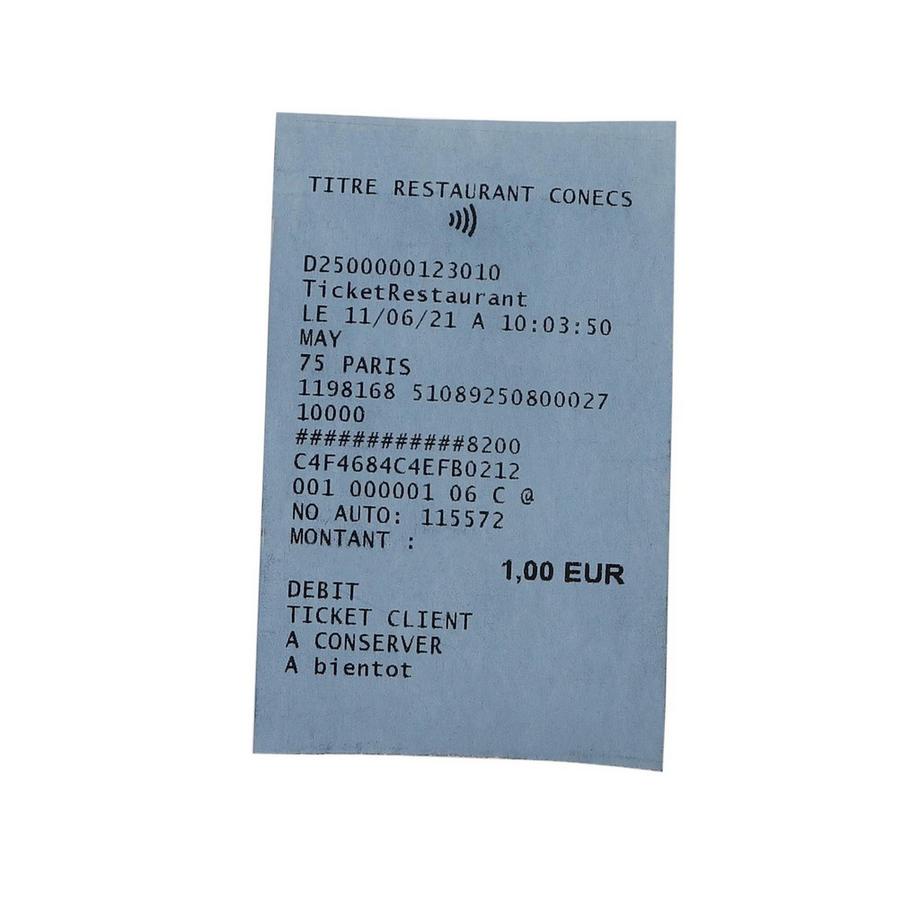 TITRE RESTAURANT CONECS
D2500000123010
TicketRestaurant
LE 11/06/21 A 10:03:50
MAY
75 PARIS
1198168 51089250800027
10000
############8200
C4F4684C4EFB0212
001 000001 06 C @
NO AUTO: 115572
MONTANT :
1,00 EUR
DEBIT
TICKET CLIENT
A CONSERVER
A bientot